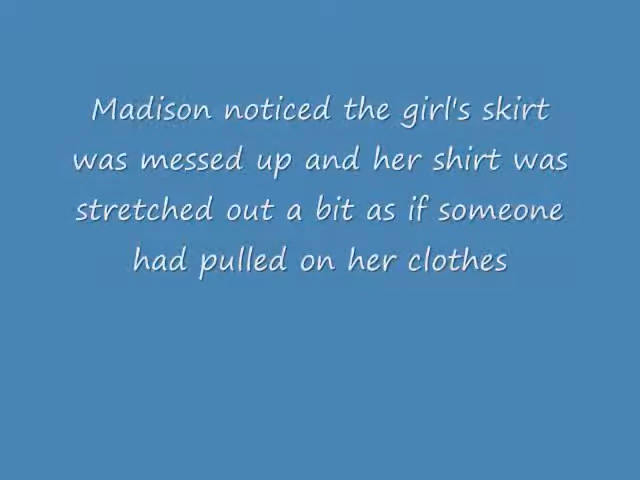 Madison noticed the girl's skirt
was messed up and her shirt was
stretched out a bit as if someone
had pulled on her clothes